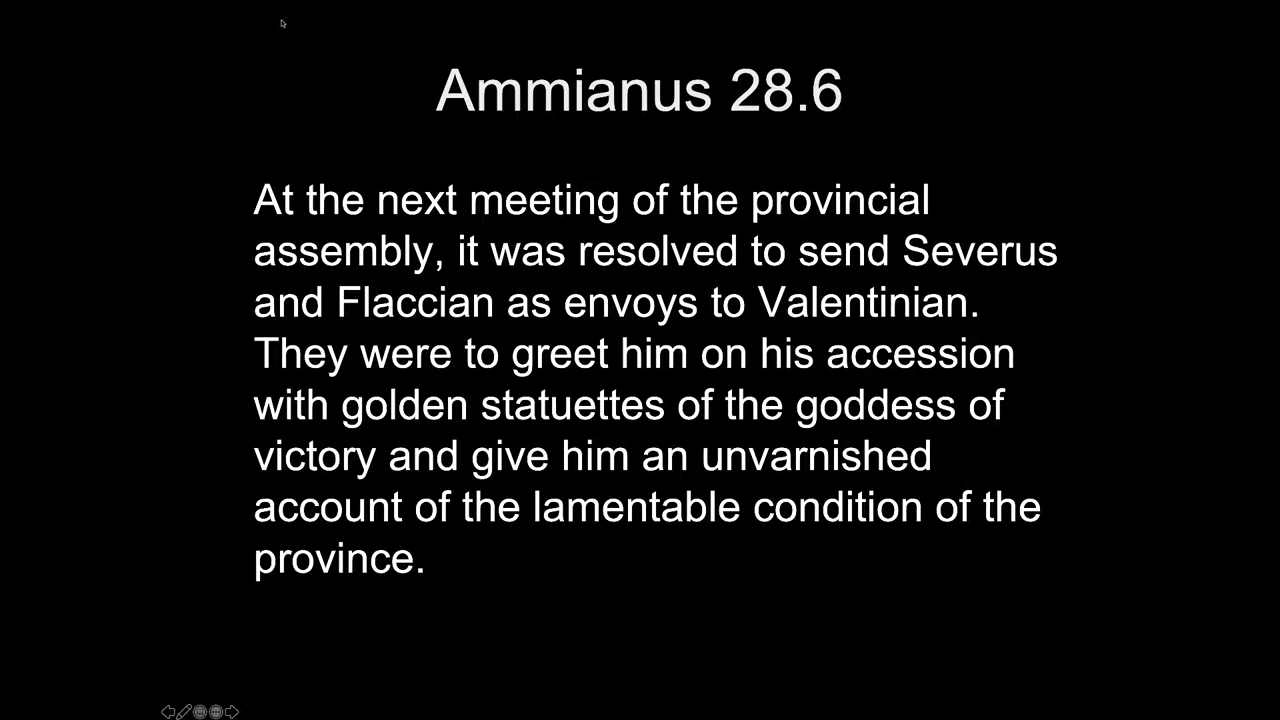 Ammianus 28.6
At the next meeting of the provincial
assembly, it was resolved to send Severus
and Flaccian as envoys to Valentinian.
They were to greet him on his accession
with golden statuettes of the goddess of
victory and give him an unvarnished
account of the lamentable condition of the
province.